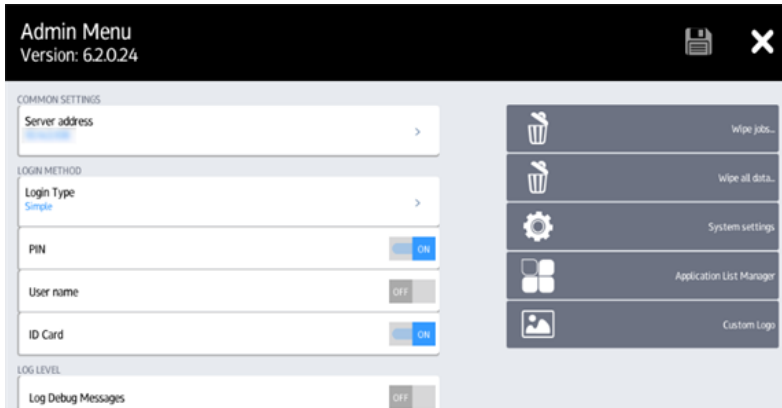 Admin Menu
Version: 6.2.0.24
COMMON SETTINGS
Server address
LOGIN METHOD
Login Type
Simple
PIN
ON
User name
OFF
ID Card
ON
LOG LEVEL
Log Debug Messages
OFF
Wipe jobs...
Wipe all data...
System settings
Application List Manager
Custom Logo